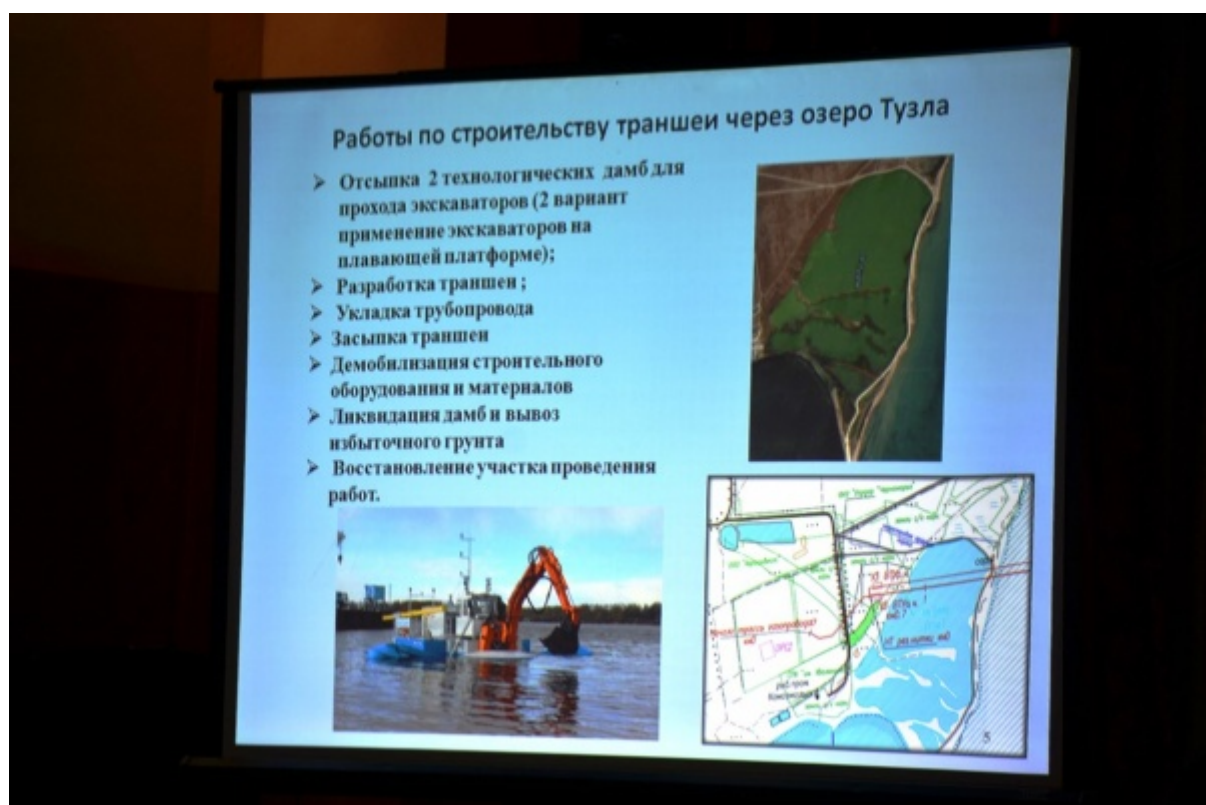 Работы по строительству траншеи через озеро Тузла
➢ Отсыпка 2 технологических дамб для
прохода экскаваторов (2 вариант
применение экскаваторов на
плавающей платформе);
➢ Разработка траншеи ;
➢ Укладка трубопровода
➢ Засыпка траншеи
➢ Демобилизация строительного
оборудования и материалов
➢ Ликвидация дамб и вывоз
избыточного грунта
➢ Восстановление участка проведения
работ.
5